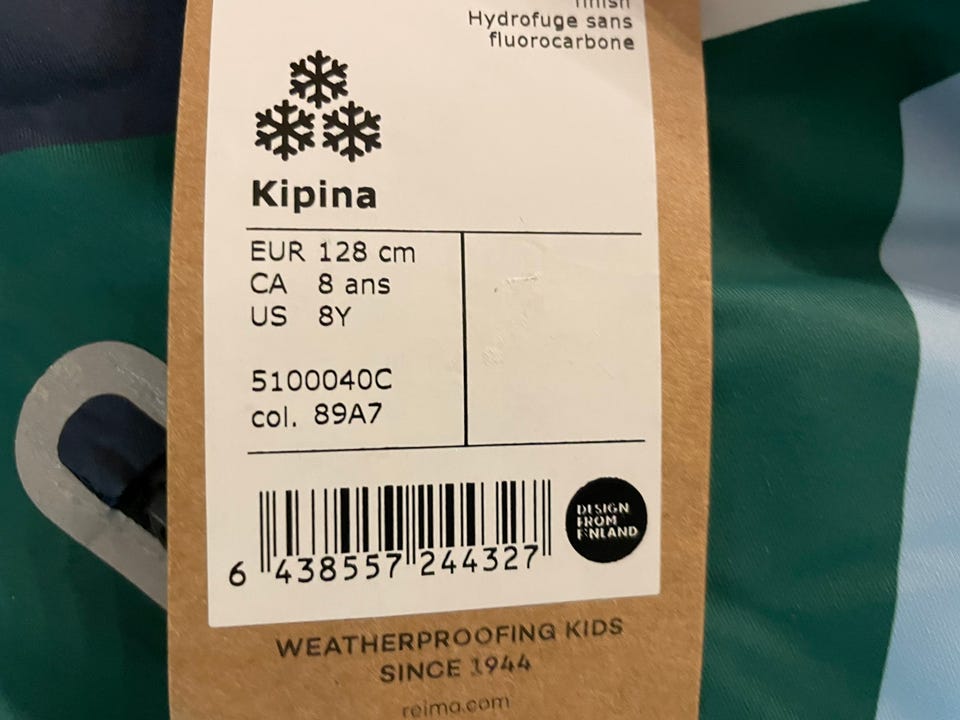 finish
Hydrofuge sans
fluorocarbone
Kipina
EUR 128 cm
CA 8 ans
US 8Y
5100040C
col. 89A7
6 438557 244327
DESIGN
FROM
FINLAND
WEATHERPROOFING KIDS
SINCE 1944
reima.com